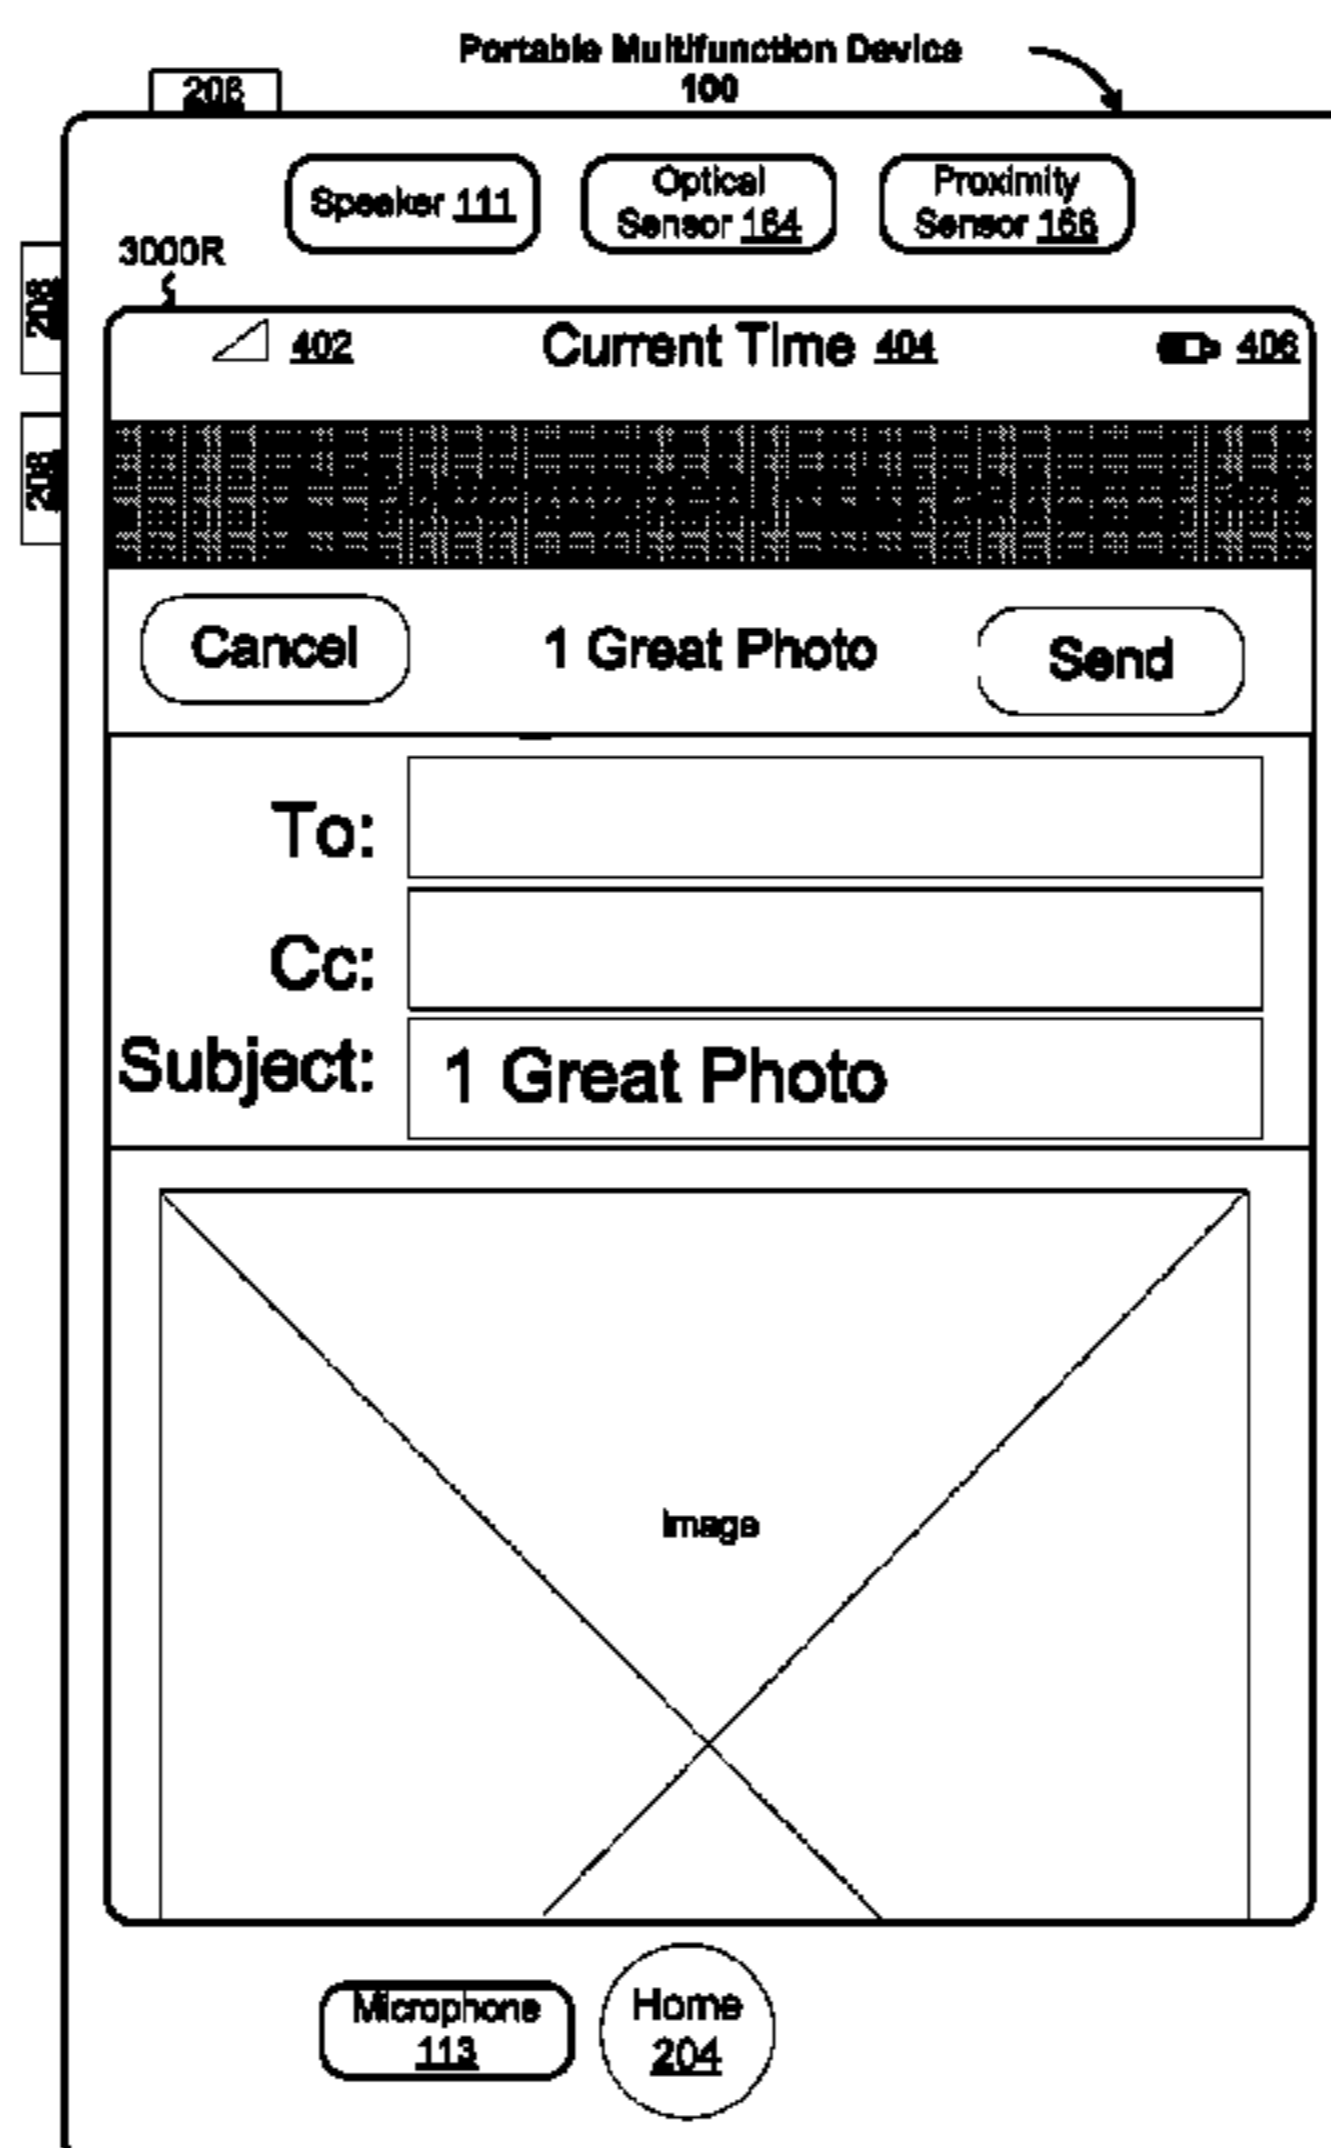 Portable Multifunction Device
100
206
Speaker 111
Optical
Sensor 164
Proximity
Sensor 166
3000R
208
208
402
Current Time 404
406
Cancel
1 Great Photo
Send
To:
Cc:
Subject:
1 Great Photo
Image
Microphone
113
Home
204